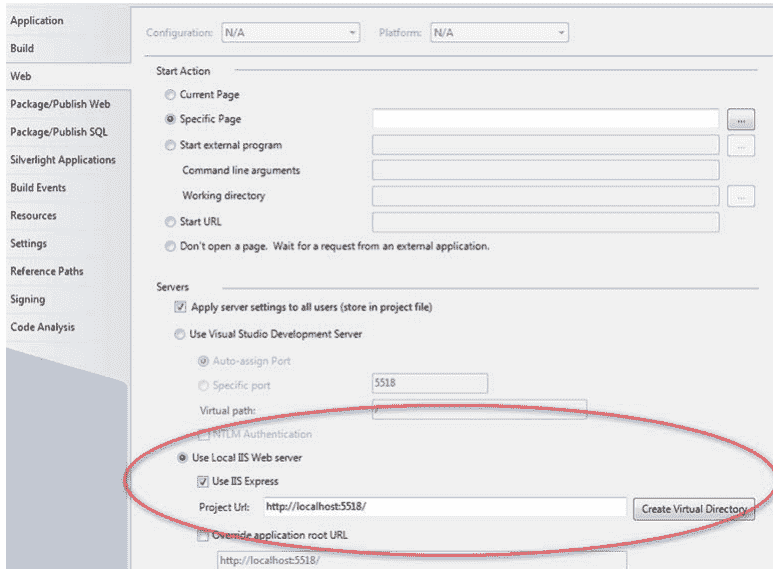 Application
Build
Web
Package/Publish Web
Package/Publish SQL
Silverlight Applications
Build Events
Resources
Settings
Reference Paths
Signing
Code Analysis
Configuration: N/A Platform: N/A
Start Action
Current Page
Specific Page ...
Start external program ...
Command line arguments
Working directory ...
Start URL
Don't open a page. Wait for a request from an external application.
Servers
Apply server settings to all users (store in project file)
Use Visual Studio Development Server
Auto-assign Port
Specific port 5518
Virtual path: /
NTLM Authentication
Use Local IIS Web server
Use IIS Express
Project Url: http://localhost:5518/ Create Virtual Directory
Override application root URL
http://localhost:5518/